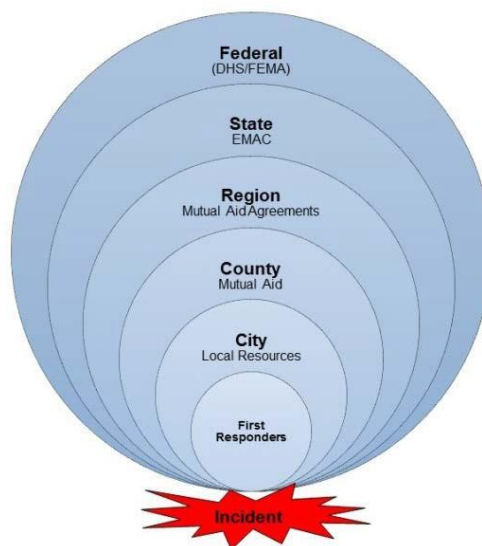 Federal
(DHS/FEMA)
State
EMAC
Region
Mutual Aid Agreements
County
Mutual Aid
City
Local Resources
First
Responders
Incident